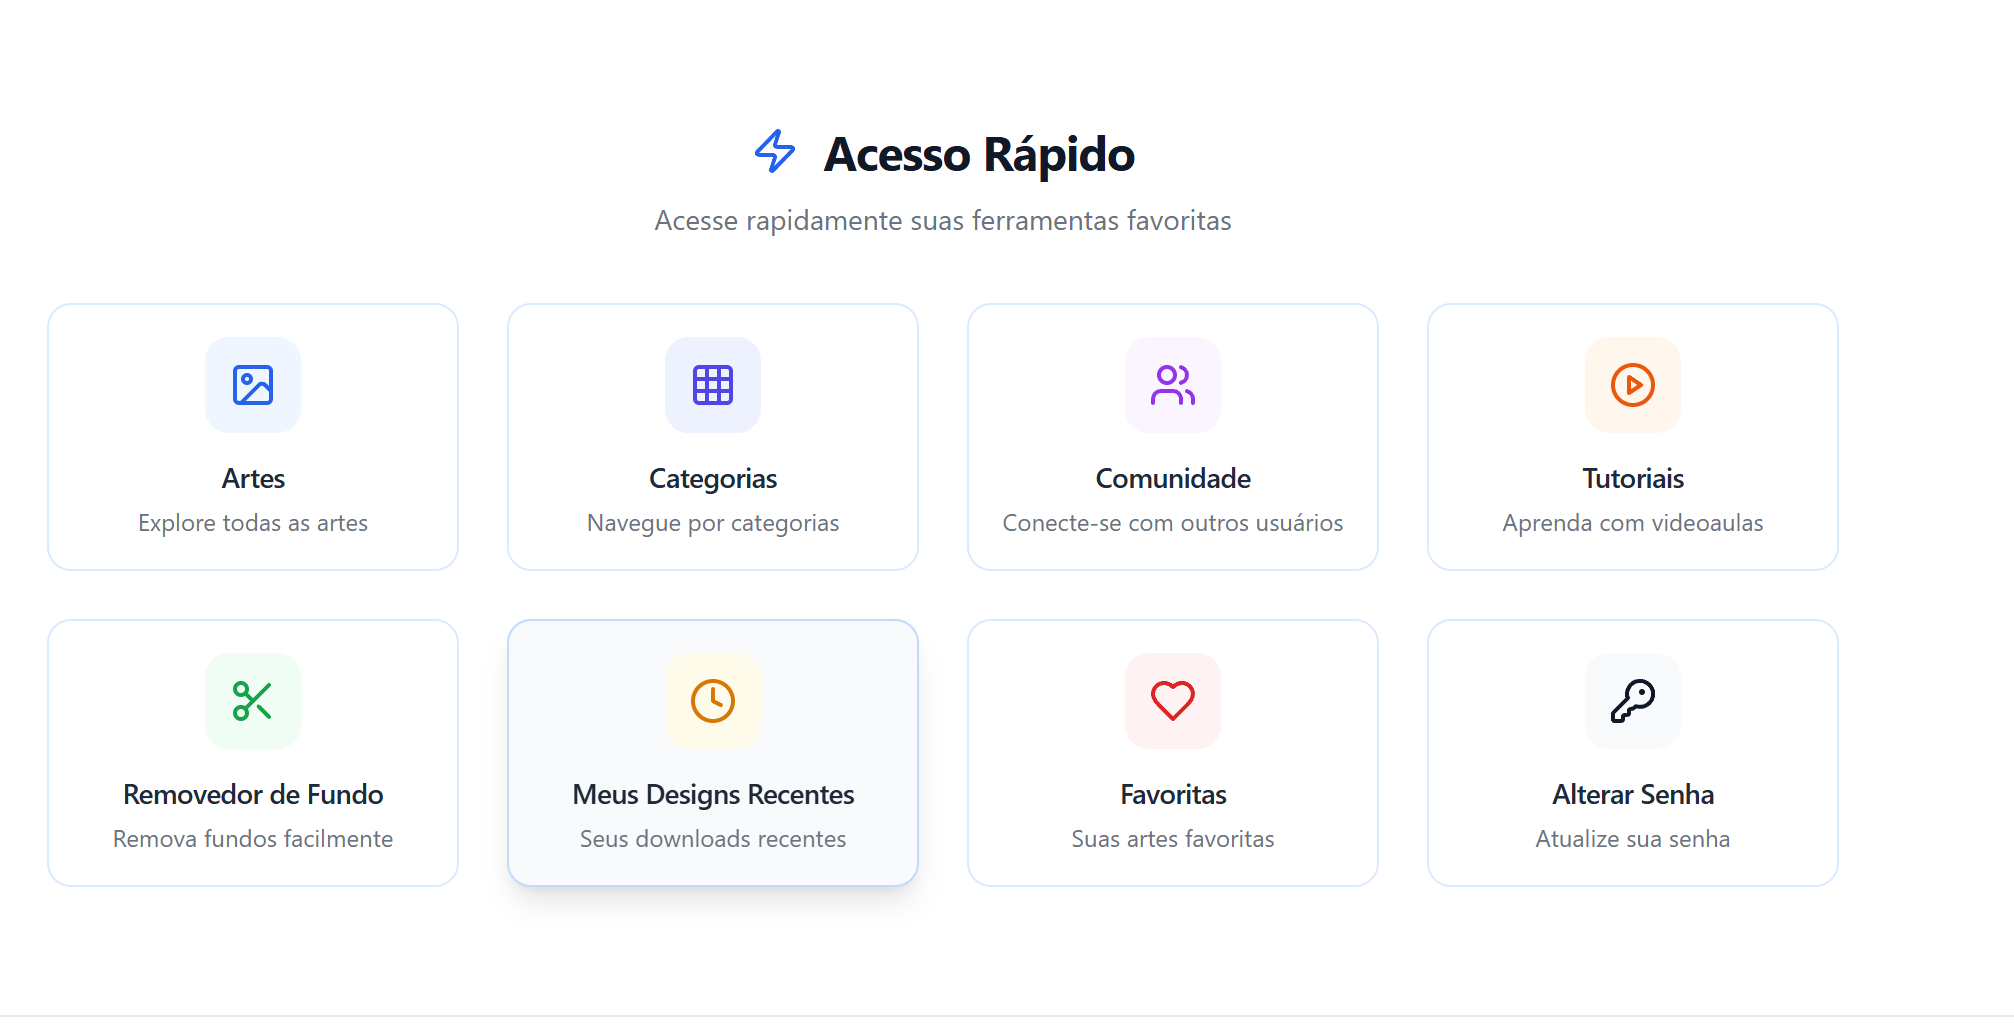 Acesso Rápido
Acesse rapidamente suas ferramentas favoritas
Artes
Explore todas as artes
Categorias
Navegue por categorias
Comunidade
Conecte-se com outros usuários
Tutoriais
Aprenda com videoaulas
Removedor de Fundo
Remova fundos facilmente
Meus Designs Recentes
Seus downloads recentes
Favoritas
Suas artes favoritas
Alterar Senha
Atualize sua senha